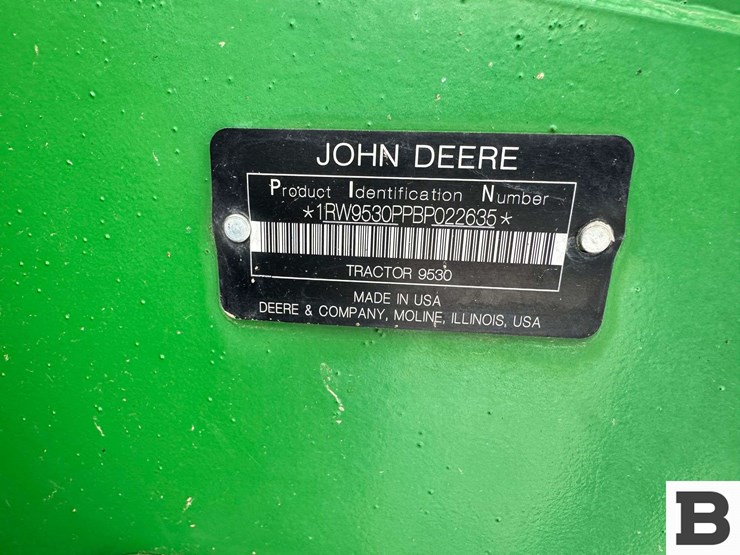 JOHN DEERE
Product Identification Number
*1RW9530PPBP022635*
TRACTOR 9530
MADE IN USA
DEERE & COMPANY, MOLINE, ILLINOIS, USA
B